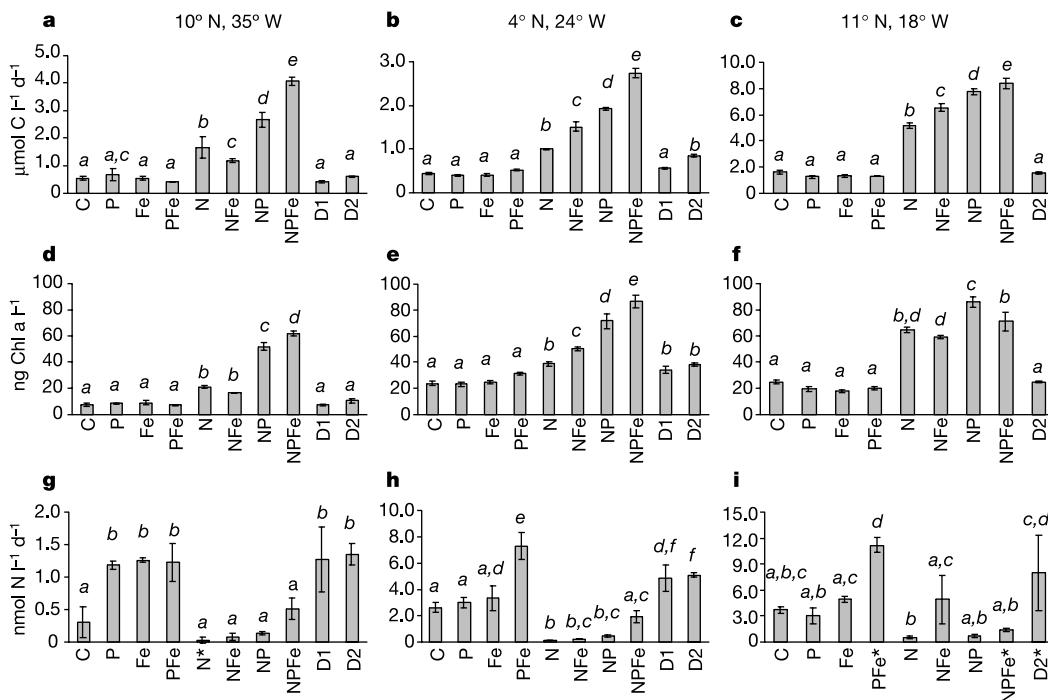 a 10° N, 35° W b 4° N, 24° W c 11° N, 18° W
μmol C l⁻¹ d⁻¹
5.0 4.0 3.0 2.0 1.0 0
a a,c a a b c d e a a
C P Fe PFe N NFe NP NPFe D1 D2
3.0 2.0 1.0 0
a a a a b c d e a b
C P Fe PFe N NFe NP NPFe D1 D2
10.0 8.0 6.0 4.0 2.0 0
a a a a b c d e a
C P Fe PFe N NFe NP NPFe D2
d e f
ng Chl a l⁻¹
100 80 60 40 20 0
a a a a b b c d a a
C P Fe PFe N NFe NP NPFe D1 D2
100 80 60 40 20 0
a a a a b c d e b b
C P Fe PFe N NFe NP NPFe D1 D2
100 80 60 40 20 0
a a a a b,d d c b a
C P Fe PFe N NFe NP NPFe D2
g h i
nmol N l⁻¹ d⁻¹
2.0 1.5 1.0 0.5 0
a b b b a a a a b b
C P Fe PFe N* NFe NP NPFe D1 D2
10.0 8.0 6.0 4.0 2.0 0
a a a,d e b b,c b,c a,c d,f f
C P Fe PFe N NFe NP NPFe D1 D2
15.0 12.0 9.0 6.0 3.0 0
a,b,c a,b a,c d b a,c a,b a,b c,d
C P Fe PFe* N NFe NP NPFe* D2*